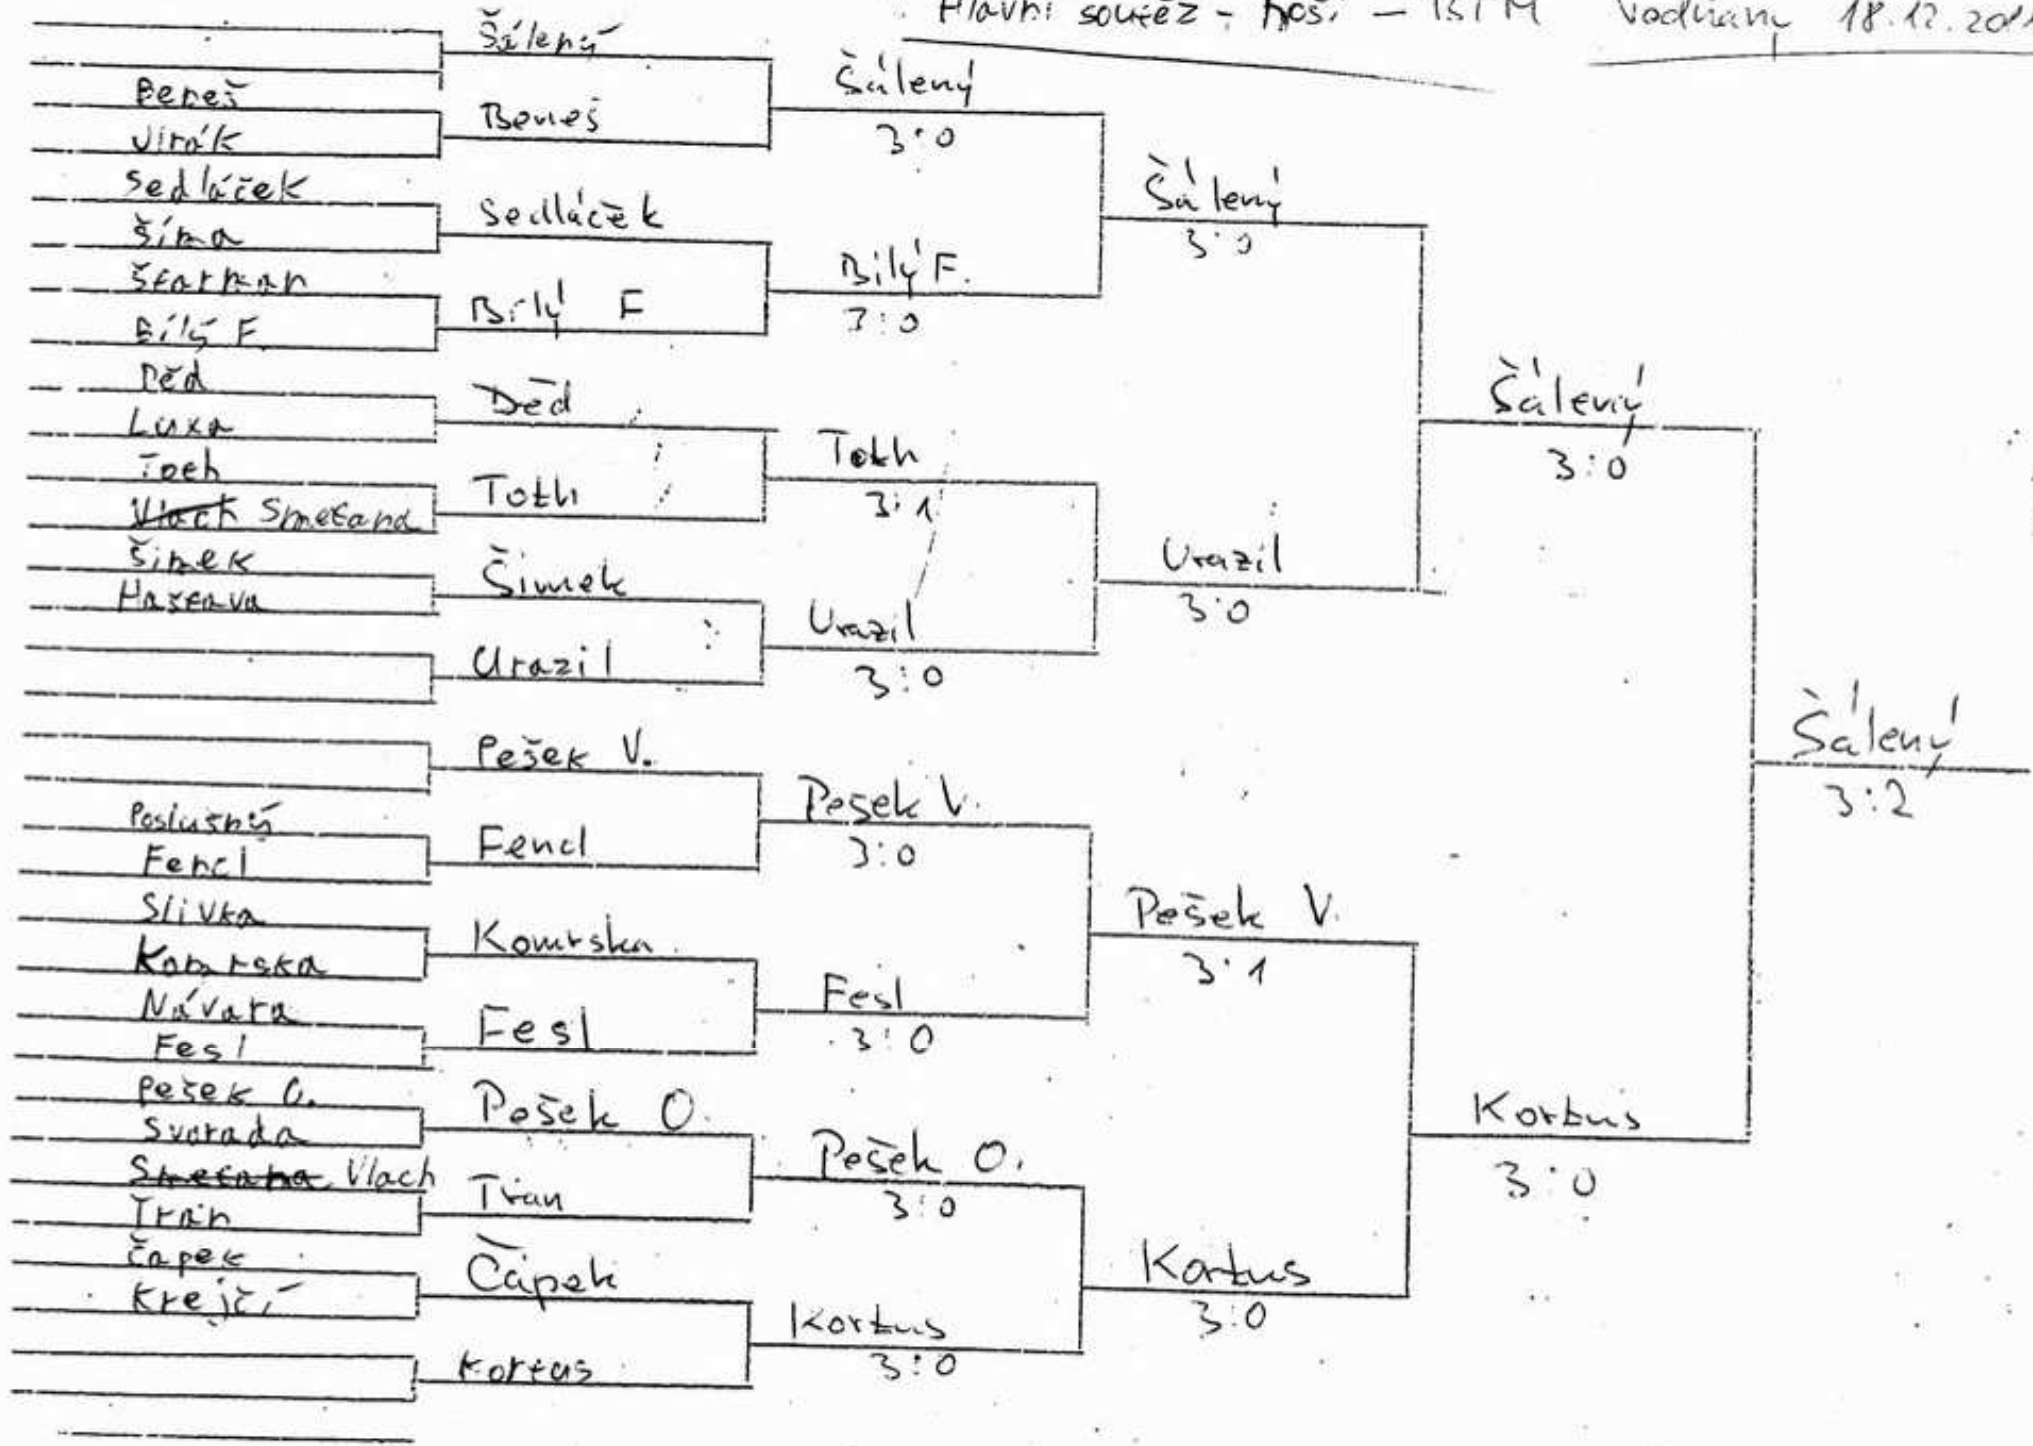 Hlavní soutěž - hoši - BTM Vodňany 18.12.201
Šálený
Beneš
Jirák
Sedláček
Šíma
Štarman
Bílý F
Děd
Luxa
Toth
Vlach Smetana
Šimek
Haštava
Poslušný
Fencl
Slivka
Komrska
Návara
Fesl
Pešek O.
Svoboda
Smetana Vlach
Tran
Čapek
Krejčí
Beneš
Sedláček
Bílý F
Děd
Toth
Šimek
Urazil
Pešek V.
Fencl
Komrska
Fesl
Pešek O.
Tran
Čapek
Kortus
Šálený
3:0
Bílý F.
3:0
Toth
3:1
Urazil
3:0
Pešek V.
3:0
Fesl
3:0
Pešek O.
3:0
Kortus
3:0
Šálený
3:0
Urazil
3:0
Pešek V.
3:1
Kortus
3:0
Šálený
3:0
Kortus
3:0
Šálený
3:2